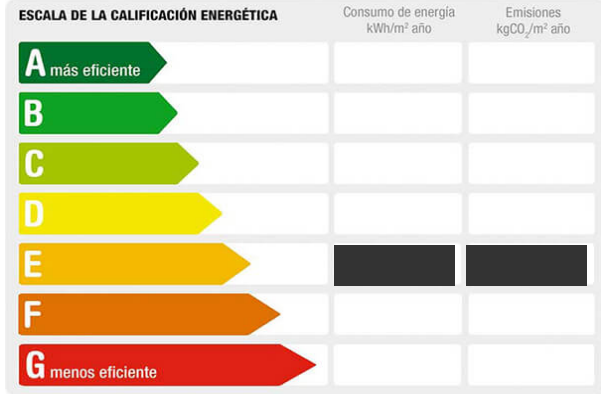 ESCALA DE LA CALIFICACIÓN ENERGÉTICA
Consumo de energía
kWh/m² año
Emisiones
kgCO₂/m² año
A más eficiente
B
C
D
E
F
G menos eficiente